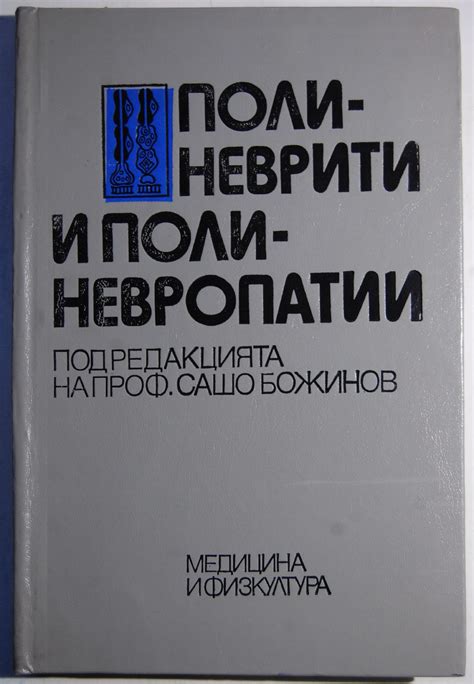 ПОЛИ-
НЕВРИТИ
И ПОЛИ-
НЕВРОПАТИИ
ПОД РЕДАКЦИЯТА
НА ПРОФ. САШО БОЖИНОВ
МЕДИЦИНА
И ФИЗКУЛТУРА